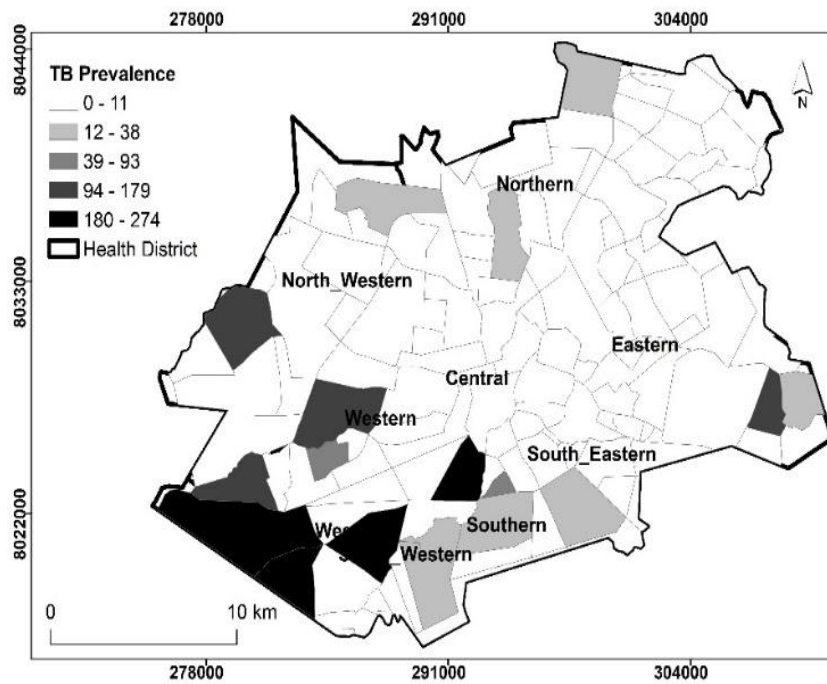 278000 291000 304000
8044000
TB Prevalence
0 - 11
12 - 38
39 - 93
94 - 179
180 - 274
Health District
N
Northern
8033000
North_Western
Eastern
Central
Western
South_Eastern
8022000
Southern
Western
0 10 km
278000 291000 304000